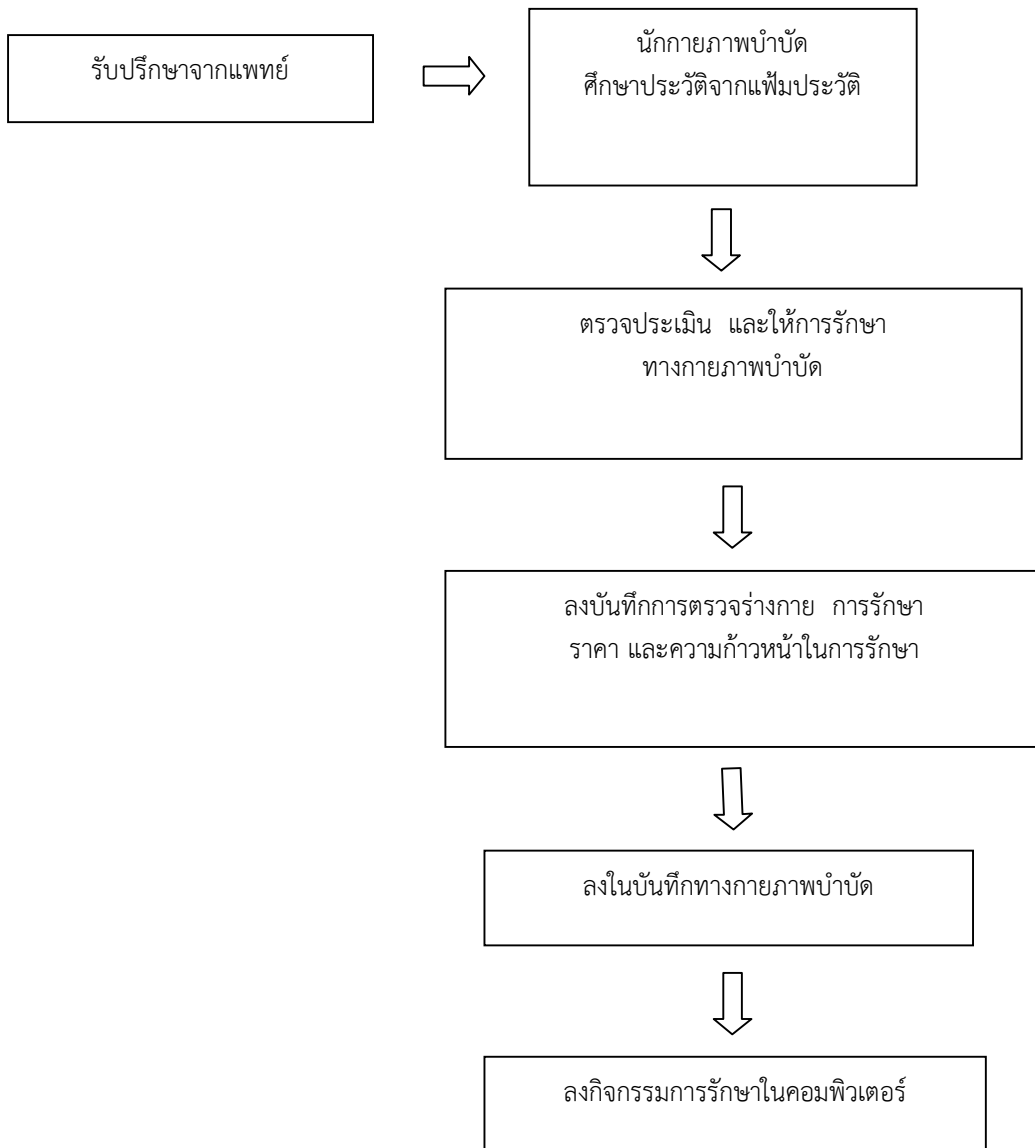 รับปรึกษาจากแพทย์
นักกายภาพบำบัด
ศึกษาประวัติจากแฟ้มประวัติ
ตรวจประเมิน และให้การรักษา
ทางกายภาพบำบัด
ลงบันทึกการตรวจร่างกาย การรักษา
ราคา และความก้าวหน้าในการรักษา
ลงในบันทึกทางกายภาพบำบัด
ลงกิจกรรมการรักษาในคอมพิวเตอร์